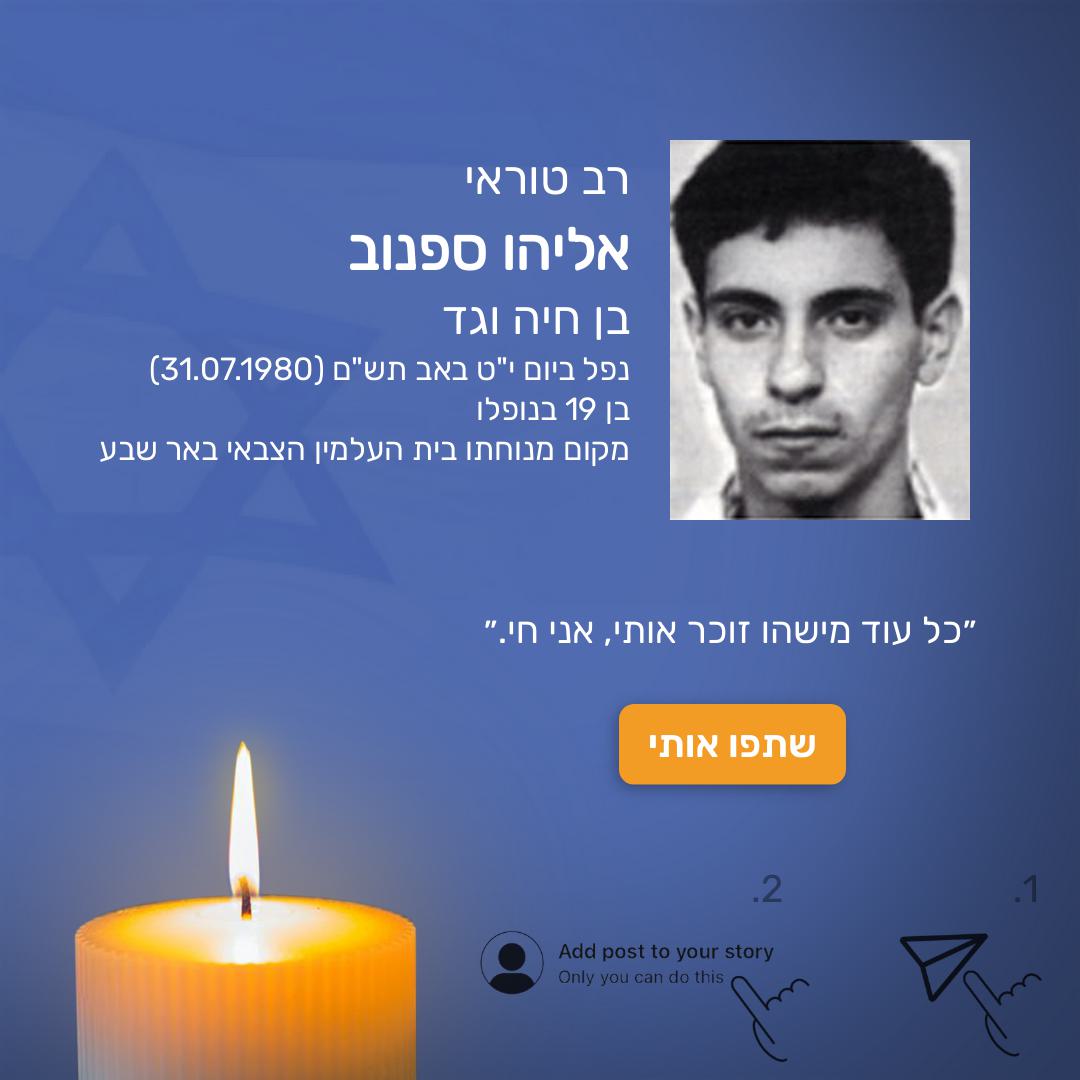 רב טוראי
אליהו ספנוב
בן חיה וגד
נפל ביום י"ט באב תש"ם (31.07.1980)
בן 19 בנופלו
מקום מנוחתו בית העלמין הצבאי באר שבע
״כל עוד מישהו זוכר אותי, אני חי.״
שתפו אותי
1.
2.
Add post to your story
Only you can do this